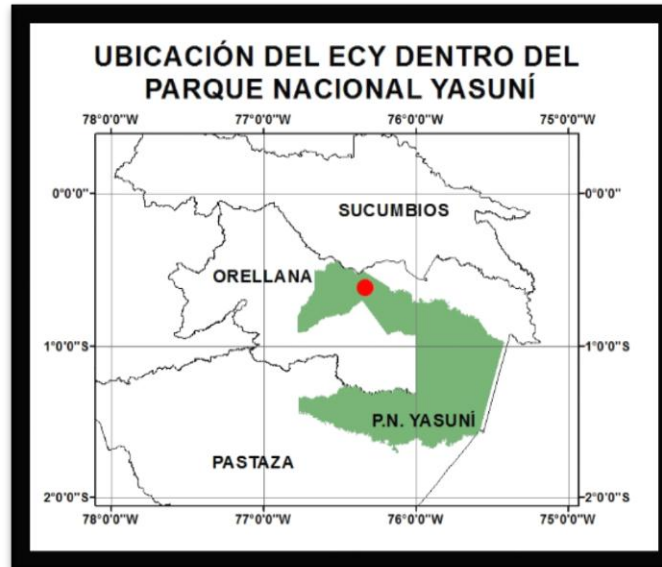 UBICACIÓN DEL ECY DENTRO DEL
PARQUE NACIONAL YASUNÍ
78°0'0"W 77°0'0"W 76°0'0"W 75°0'0"W
0°0'0" 0°0'0"
SUCUMBIOS
ORELLANA
1°0'0"S 1°0'0"S
P.N. YASUNÍ
PASTAZA
2°0'0"S 2°0'0"S
78°0'0"W 77°0'0"W 76°0'0"W 75°0'0"W